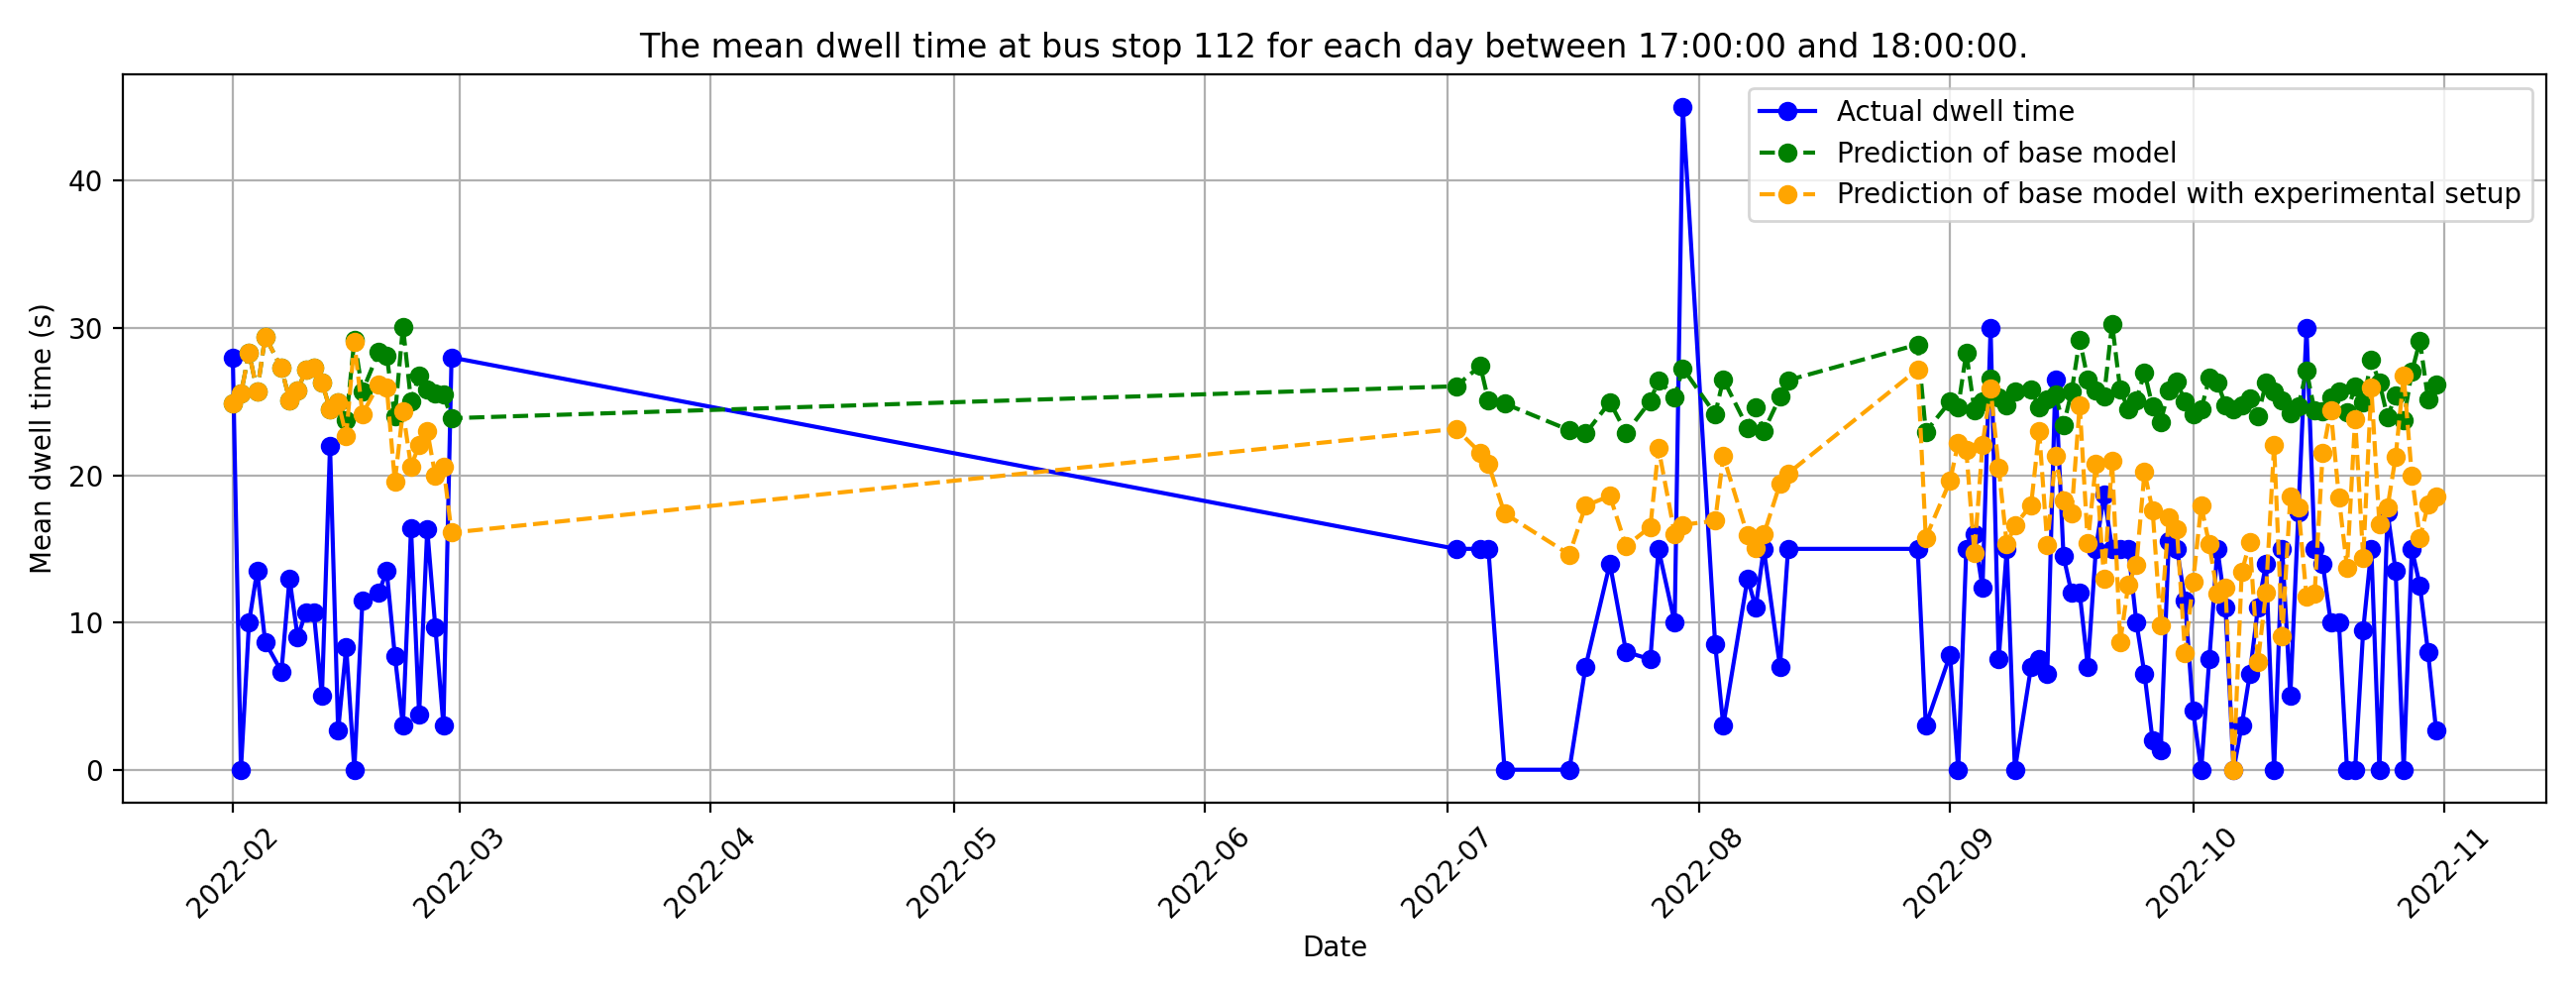 The mean dwell time at bus stop 112 for each day between 17:00:00 and 18:00:00.
Actual dwell time
Prediction of base model
Prediction of base model with experimental setup
Mean dwell time (s)
40
30
20
10
0
2022-02
2022-03
2022-04
2022-05
2022-06
2022-07
2022-08
2022-09
2022-10
2022-11
Date